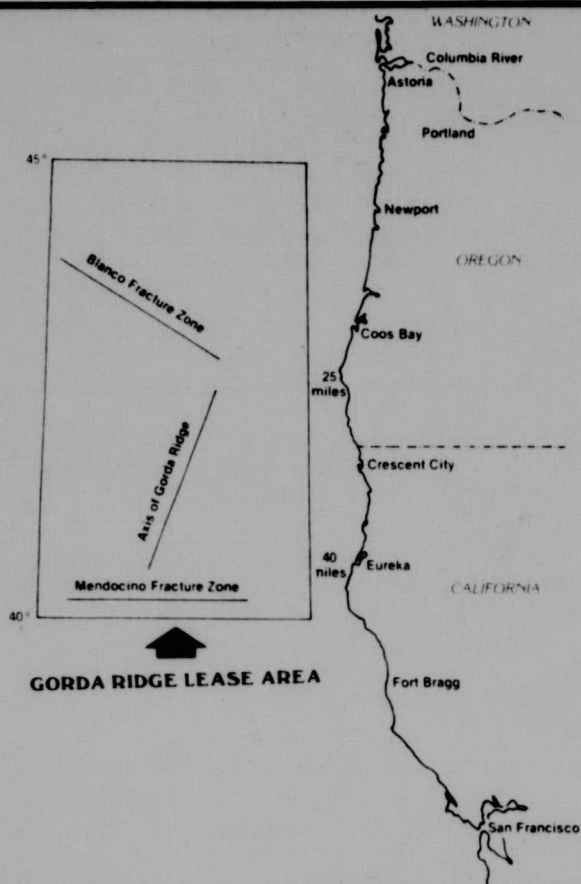 WASHINGTON
Columbia River
Astoria
Portland
45°
Newport
OREGON
Blanco Fracture Zone
Coos Bay
25
miles
Axis of Gorda Ridge
Crescent City
40
miles
Eureka
Mendocino Fracture Zone
CALIFORNIA
40°
GORDA RIDGE LEASE AREA
Fort Bragg
San Francisco